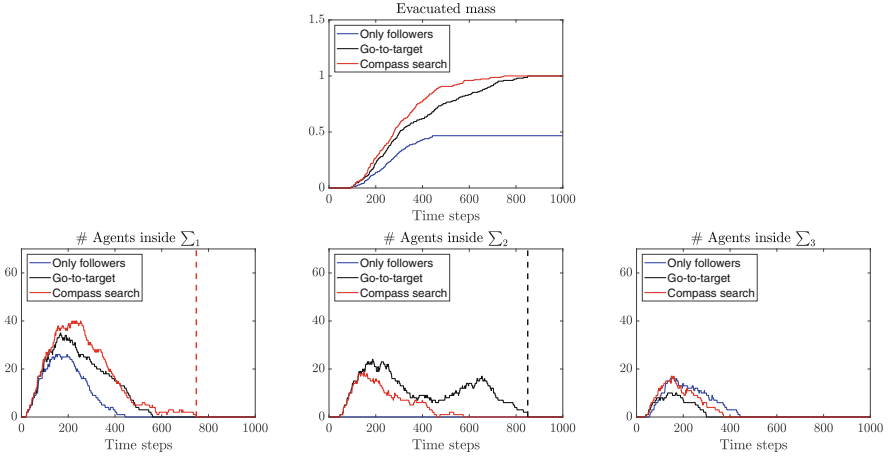 Evacuated mass
1.5
1
0.5
0
Only followers
Go-to-target
Compass search
200 400 600 800 1000
Time steps
# Agents inside ∑1
60
40
20
0
Only followers
Go-to-target
Compass search
0 200 400 600 800 1000
Time steps
# Agents inside ∑2
60
40
20
0
Only followers
Go-to-target
Compass search
200 400 600 800 1000
Time steps
# Agents inside ∑3
60
40
20
0
Only followers
Go-to-target
Compass search
0 200 400 600 800 1000
Time steps